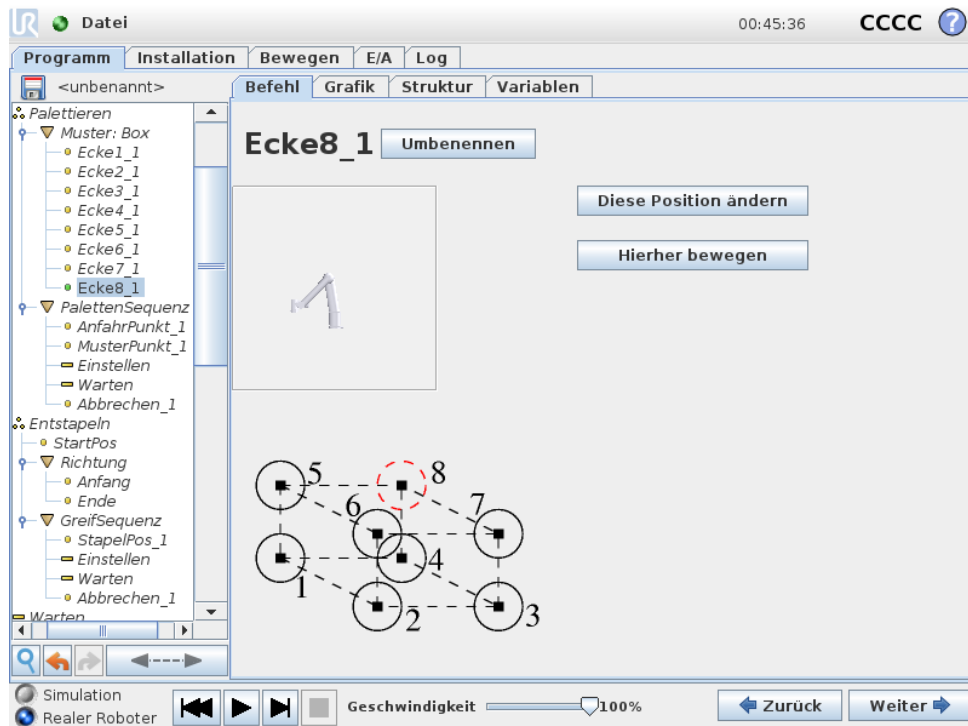 UR Datei 00:45:36 CCCC ?
Programm Installation Bewegen E/A Log
<unbenannt> Befehl Grafik Struktur Variablen
Palettieren
Muster: Box
Ecke1_1
Ecke2_1
Ecke3_1
Ecke4_1
Ecke5_1
Ecke6_1
Ecke7_1
Ecke8_1
PalettenSequenz
AnfahrPunkt_1
MusterPunkt_1
Einstellen
Warten
Abbrechen_1
Entstapeln
StartPos
Richtung
Anfang
Ende
GreifSequenz
StapelPos_1
Einstellen
Warten
Abbrechen_1
Warten
Ecke8_1 Umbenennen
Diese Position ändern
Hierher bewegen
5 8
6 7
4
1
2 3
Simulation
Realer Roboter
Geschwindigkeit 100%
Zurück Weiter